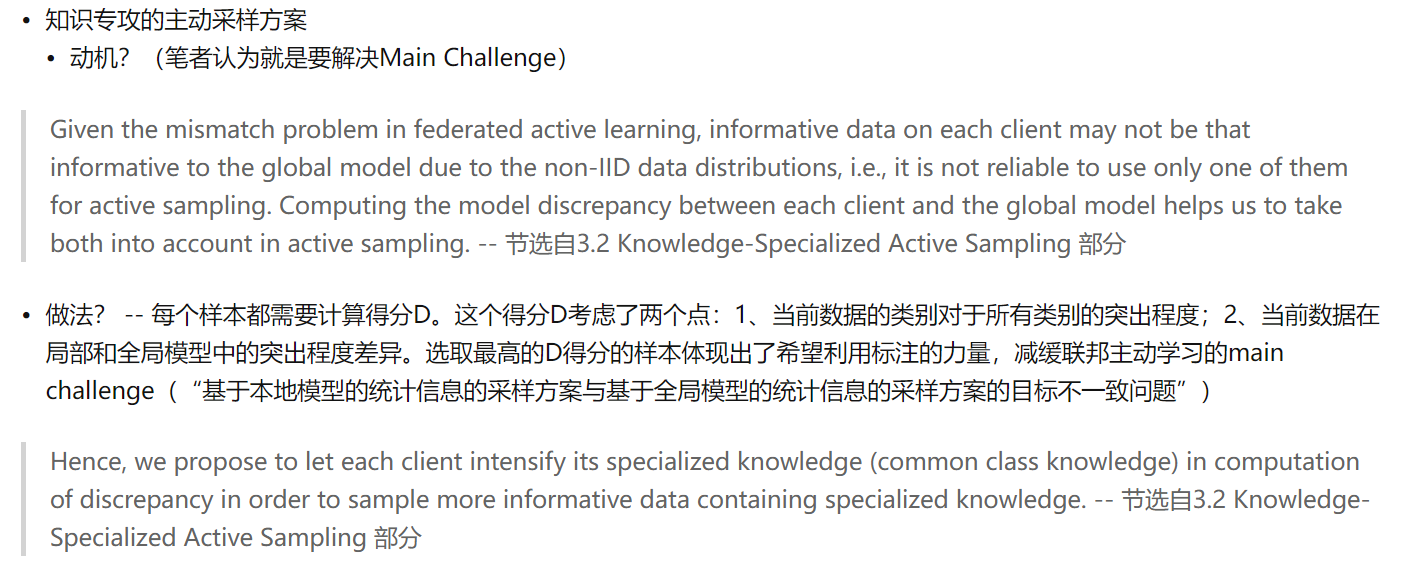 • 知识专攻的主动采样方案
• 动机？（笔者认为就是要解决Main Challenge）
Given the mismatch problem in federated active learning, informative data on each client may not be that
informative to the global model due to the non-IID data distributions, i.e., it is not reliable to use only one of them
for active sampling. Computing the model discrepancy between each client and the global model helps us to take
both into account in active sampling. -- 节选自3.2 Knowledge-Specialized Active Sampling 部分
• 做法？ -- 每个样本都需要计算得分D。这个得分D考虑了两个点：1、当前数据的类别对于所有类别的突出程度；2、当前数据在
局部和全局模型中的突出程度差异。选取最高的D得分的样本体现出了希望利用标注的力量，减缓联邦主动学习的main
challenge（“基于本地模型的统计信息的采样方案与基于全局模型的统计信息的采样方案的目标不一致问题”）
Hence, we propose to let each client intensify its specialized knowledge (common class knowledge) in computation
of discrepancy in order to sample more informative data containing specialized knowledge. -- 节选自3.2 Knowledge-
Specialized Active Sampling 部分